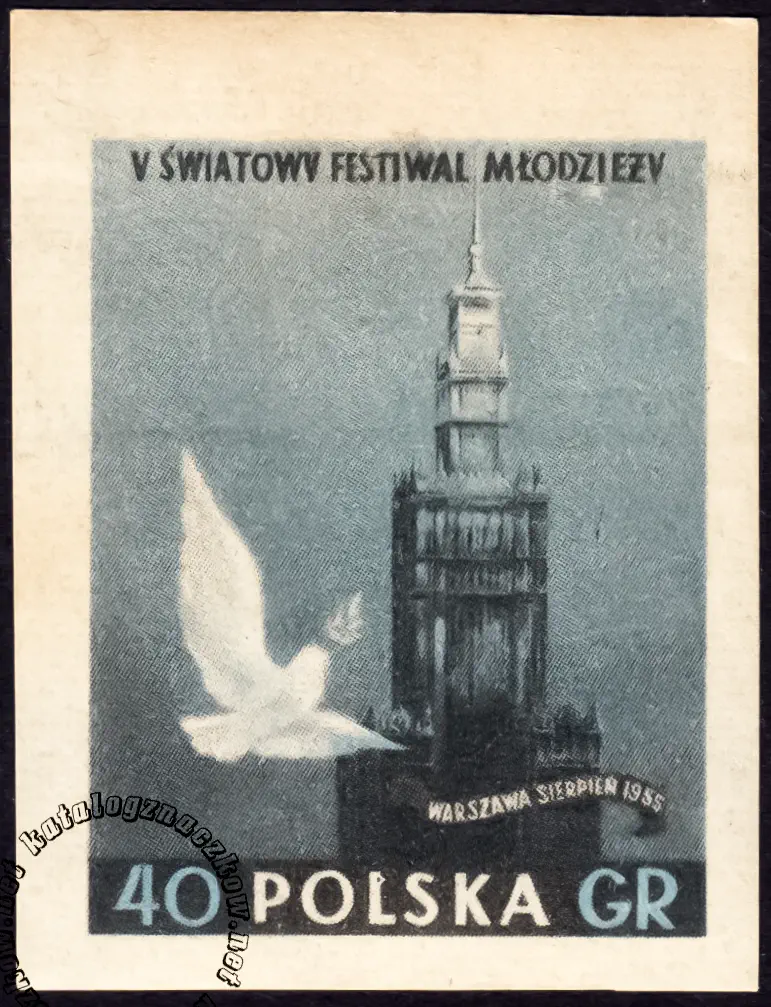 V ŚWIATOWY FESTIWAL MŁODZIEŻY
WARSZAWA SIERPIEŃ 1955
40 POLSKA GR
katalogznaczkow.net